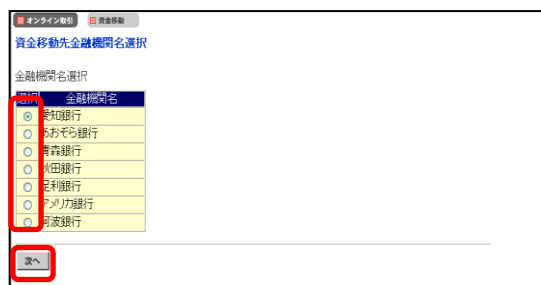 オンライン取引 資金移動
資金移動先金融機関名選択
金融機関名選択
選択 金融機関名
愛知銀行
あおぞら銀行
青森銀行
秋田銀行
足利銀行
アメリカ銀行
阿波銀行
次へ